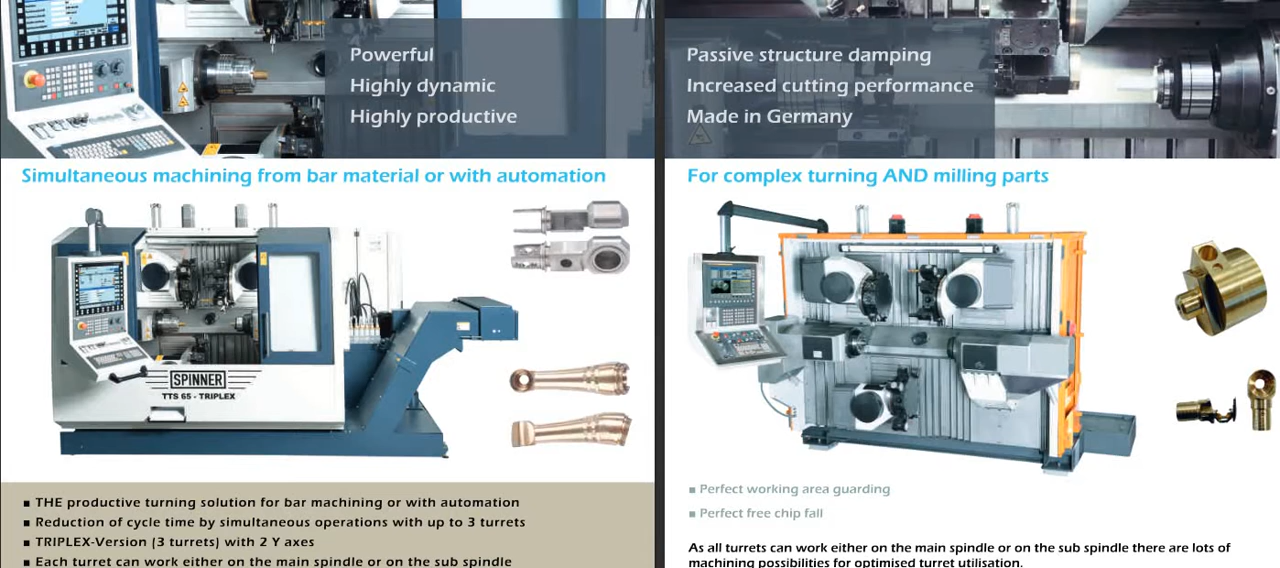 Powerful
Highly dynamic
Highly productive
Simultaneous machining from bar material or with automation
SPINNER
TTS 65 - TRIPLEX
▪ THE productive turning solution for bar machining or with automation
▪ Reduction of cycle time by simultaneous operations with up to 3 turrets
▪ TRIPLEX-Version (3 turrets) with 2 Y axes
▪ Each turret can work either on the main spindle or on the sub spindle
Passive structure damping
Increased cutting performance
Made in Germany
For complex turning AND milling parts
▪ Perfect working area guarding
▪ Perfect free chip fall
As all turrets can work either on the main spindle or on the sub spindle there are lots of
machining possibilities for optimised turret utilisation.